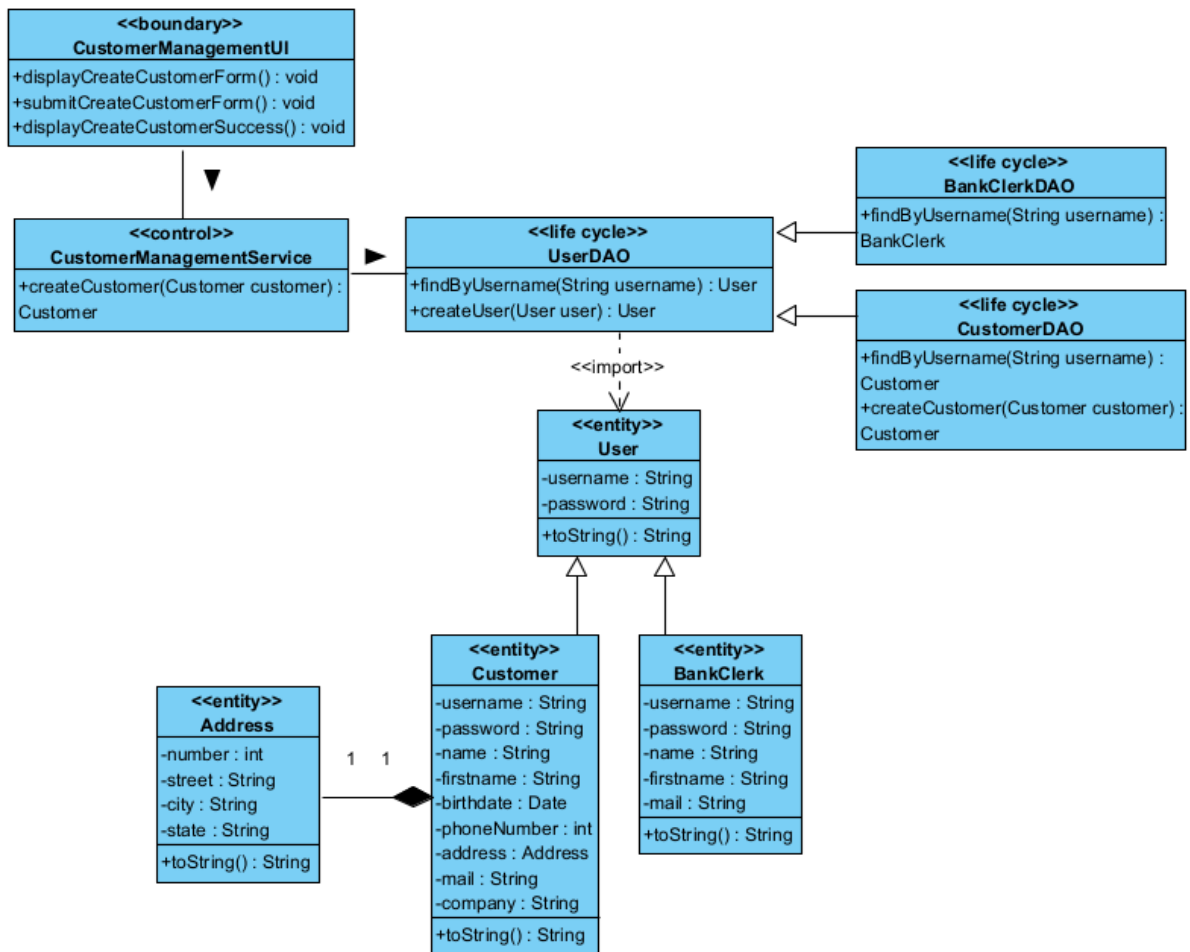 <<boundary>>
CustomerManagementUI
+displayCreateCustomerForm() : void
+submitCreateCustomerForm() : void
+displayCreateCustomerSuccess() : void
<<control>>
CustomerManagementService
+createCustomer(Customer customer) :
Customer
<<life cycle>>
UserDAO
+findByUsername(String username) : User
+createUser(User user) : User
<<life cycle>>
BankClerkDAO
+findByUsername(String username) :
BankClerk
<<life cycle>>
CustomerDAO
+findByUsername(String username) :
Customer
+createCustomer(Customer customer) :
Customer
<<import>>
<<entity>>
User
-username : String
-password : String
+toString() : String
<<entity>>
Address
-number : int
-street : String
-city : String
-state : String
+toString() : String
1 1
<<entity>>
Customer
-username : String
-password : String
-name : String
-firstname : String
-birthdate : Date
-phoneNumber : int
-address : Address
-mail : String
-company : String
+toString() : String
<<entity>>
BankClerk
-username : String
-password : String
-name : String
-firstname : String
-mail : String
+toString() : String